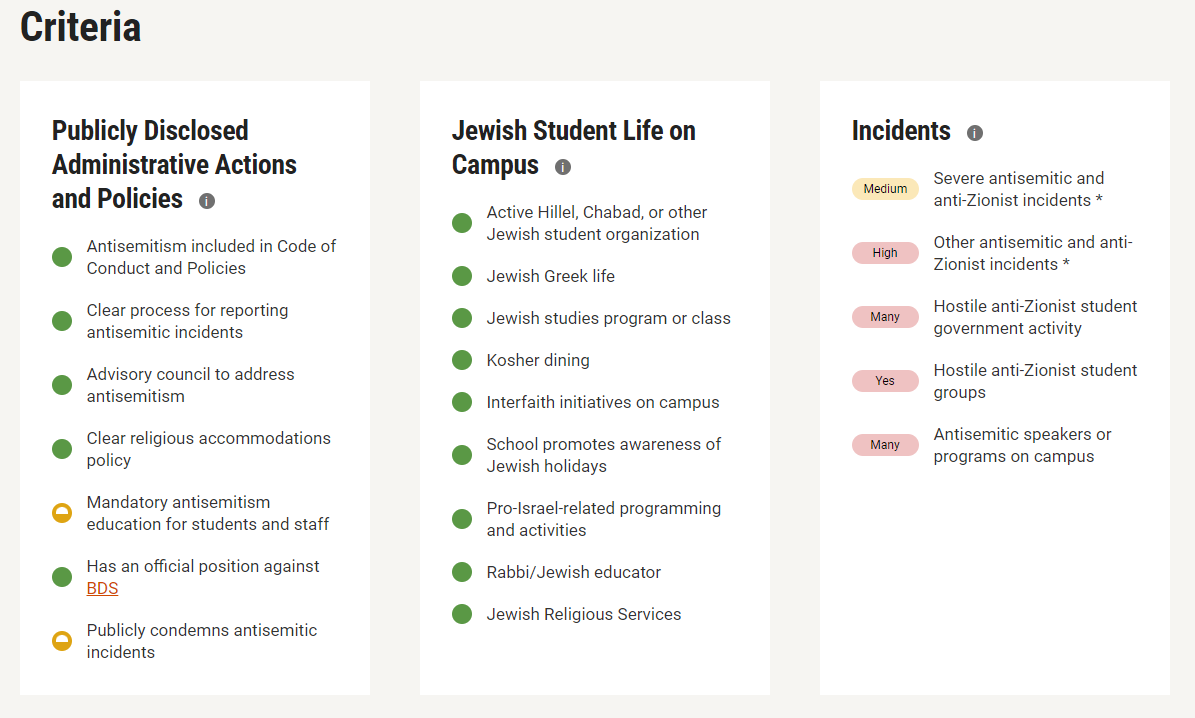 Criteria
Publicly Disclosed
Administrative Actions
and Policies i
Antisemitism included in Code of
Conduct and Policies
Clear process for reporting
antisemitic incidents
Advisory council to address
antisemitism
Clear religious accommodations
policy
Mandatory antisemitism
education for students and staff
Has an official position against
BDS
Publicly condemns antisemitic
incidents
Jewish Student Life on
Campus i
Active Hillel, Chabad, or other
Jewish student organization
Jewish Greek life
Jewish studies program or class
Kosher dining
Interfaith initiatives on campus
School promotes awareness of
Jewish holidays
Pro-Israel-related programming
and activities
Rabbi/Jewish educator
Jewish Religious Services
Incidents i
Medium
Severe antisemitic and
anti-Zionist incidents *
High
Other antisemitic and anti-
Zionist incidents *
Many
Hostile anti-Zionist student
government activity
Yes
Hostile anti-Zionist student
groups
Many
Antisemitic speakers or
programs on campus